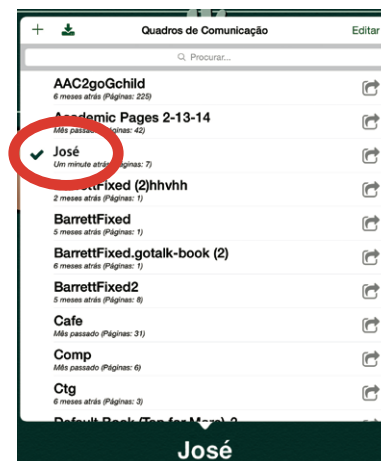 Quadros de Comunicação
Editar
Procurar...
AAC2goGchild
6 meses atrás (Páginas: 225)
Academic Pages 2-13-14
Mês passado (Páginas: 42)
José
Um minute atrás (Páginas: 7)
BarrettFixed (2)hhvhh
2 meses atrás (Páginas: 1)
BarrettFixed
5 meses atrás (Páginas: 1)
BarrettFixed.gotalk-book (2)
6 meses atrás (Páginas: 1)
BarrettFixed2
5 meses atrás (Páginas: 8)
Cafe
Mês passado (Páginas: 31)
Comp
Mês passado (Páginas: 6)
Ctg
6 meses atrás (Páginas: 3)
José